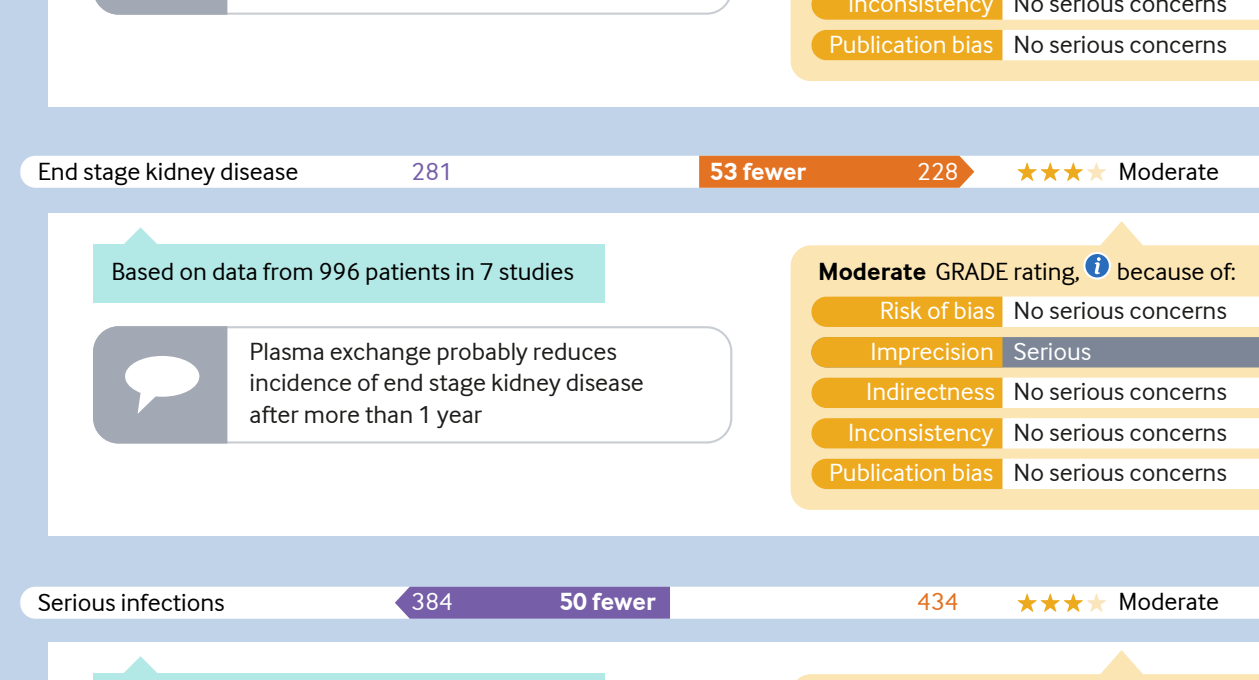 Inconsistency No serious concerns
Publication bias No serious concerns
End stage kidney disease 281 53 fewer 228 Moderate
Based on data from 996 patients in 7 studies
Plasma exchange probably reduces
incidence of end stage kidney disease
after more than 1 year
Moderate GRADE rating, i because of:
Risk of bias No serious concerns
Imprecision Serious
Indirectness No serious concerns
Inconsistency No serious concerns
Publication bias No serious concerns
Serious infections 384 50 fewer 434 Moderate